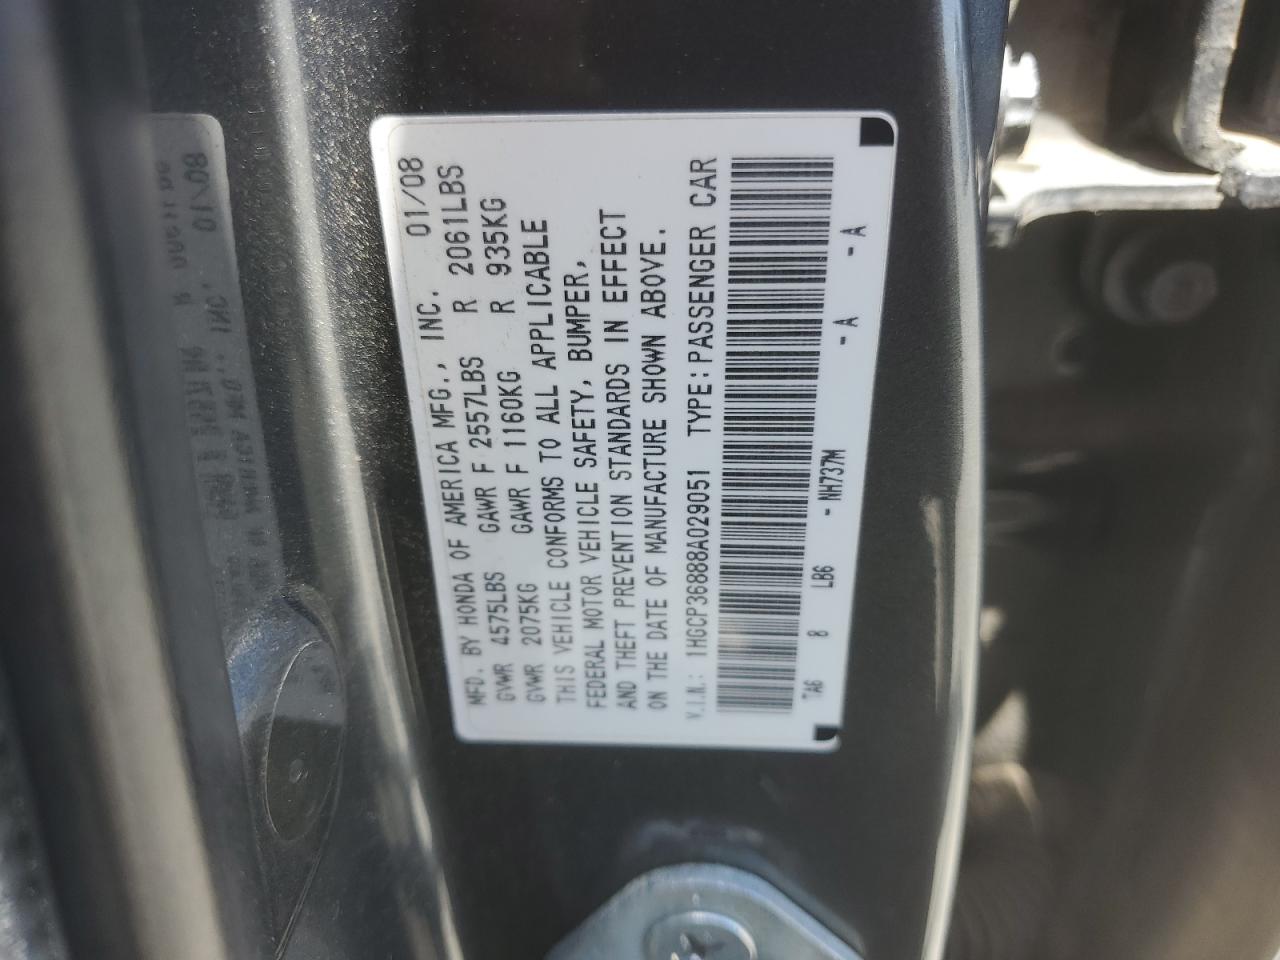 MFD. BY HONDA OF AMERICA MFG., INC. 01/08
GVWR 4575LBS GAWR F 2557LBS R 2061LBS
GVWR 2075KG GAWR F 1160KG R 935KG
THIS VEHICLE CONFORMS TO ALL APPLICABLE
FEDERAL MOTOR VEHICLE SAFETY, BUMPER,
AND THEFT PREVENTION STANDARDS IN EFFECT
ON THE DATE OF MANUFACTURE SHOWN ABOVE.
V.I.N.: 1HGCP36888A029051 TYPE: PASSENGER CAR
TA6 8 LB6 - NH737M - A - A